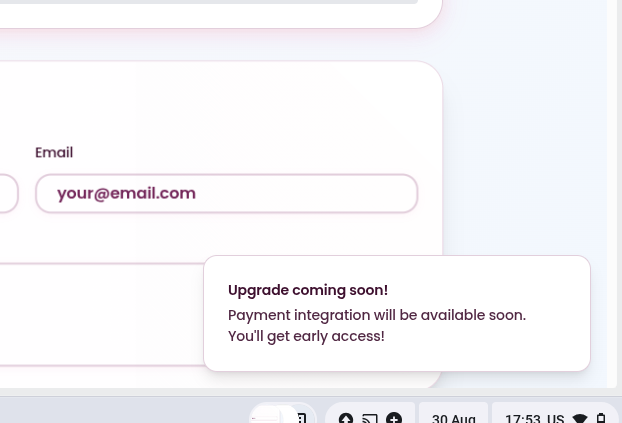 Email
your@email.com
Upgrade coming soon!
Payment integration will be available soon.
You'll get early access!
30 Aug
17:53 US